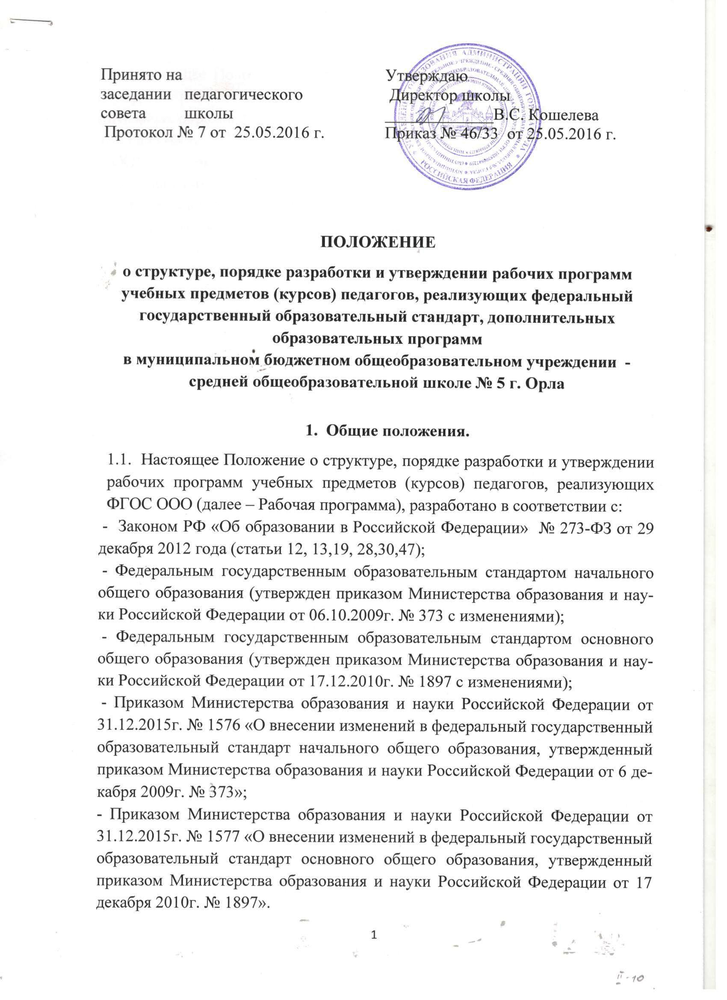 Принято на
заседании педагогического
совета школы
Протокол № 7 от 25.05.2016 г.
Утверждаю
Директор школы
В.С. Кошелева
Приказ № 46/33 от 25.05.2016 г.
АДМИНИСТРАЦИИ ГОРОДА ОРЛА
РОССИЙСКАЯ ФЕДЕРАЦИЯ
ПОЛОЖЕНИЕ
о структуре, порядке разработки и утверждении рабочих программ
учебных предметов (курсов) педагогов, реализующих федеральный
государственный образовательный стандарт, дополнительных
образовательных программ
в муниципальном бюджетном общеобразовательном учреждении -
средней общеобразовательной школе № 5 г. Орла
1. Общие положения.
1.1. Настоящее Положение о структуре, порядке разработки и утверждении
рабочих программ учебных предметов (курсов) педагогов, реализующих
ФГОС ООО (далее – Рабочая программа), разработано в соответствии с:
- Законом РФ «Об образовании в Российской Федерации» № 273-ФЗ от 29
декабря 2012 года (статьи 12, 13,19, 28,30,47);
- Федеральным государственным образовательным стандартом начального
общего образования (утвержден приказом Министерства образования и нау-
ки Российской Федерации от 06.10.2009г. № 373 с изменениями);
- Федеральным государственным образовательным стандартом основного
общего образования (утвержден приказом Министерства образования и нау-
ки Российской Федерации от 17.12.2010г. № 1897 с изменениями);
- Приказом Министерства образования и науки Российской Федерации от
31.12.2015г. № 1576 «О внесении изменений в федеральный государственный
образовательный стандарт начального общего образования, утвержденный
приказом Министерства образования и науки Российской Федерации от 6 де-
кабря 2009г. № 373»;
- Приказом Министерства образования и науки Российской Федерации от
31.12.2015г. № 1577 «О внесении изменений в федеральный государственный
образовательный стандарт основного общего образования, утвержденный
приказом Министерства образования и науки Российской Федерации от 17
декабря 2010г. № 1897».
1
II-10